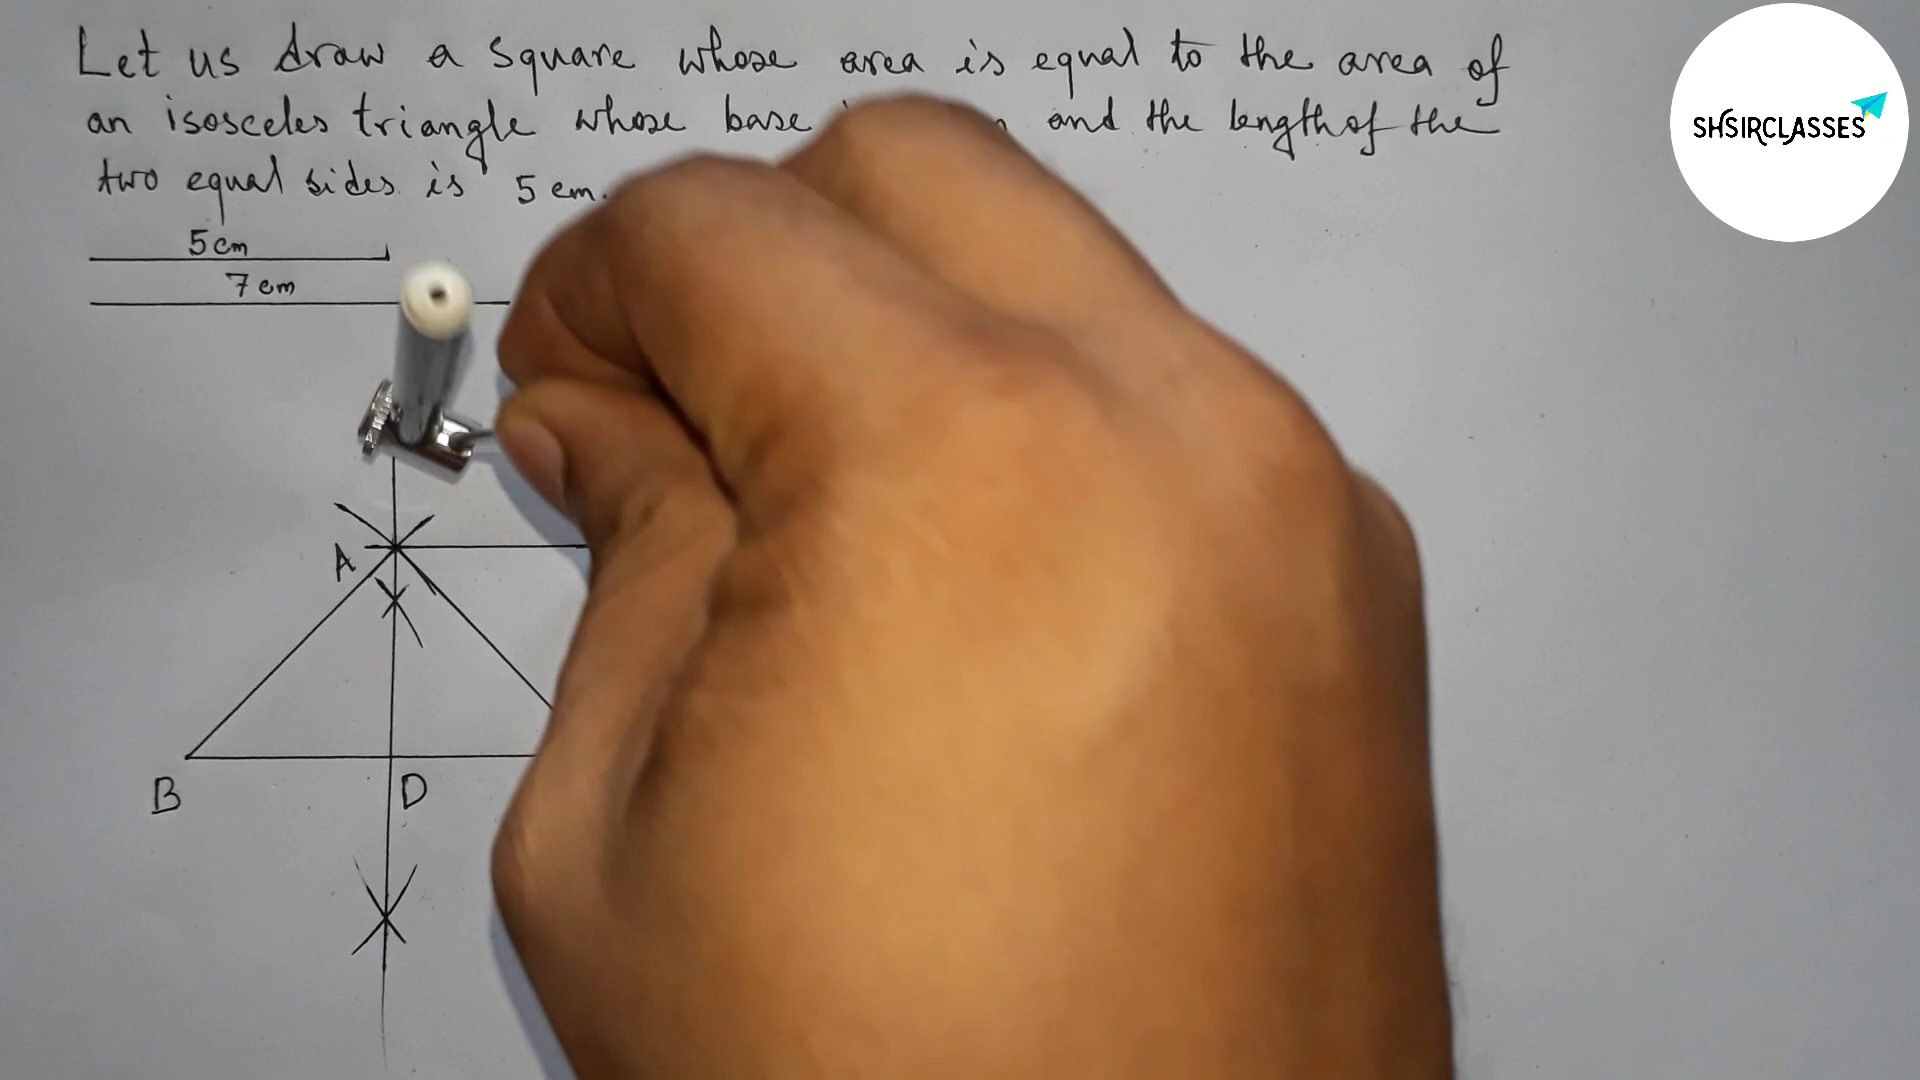 Let us draw a square whose area is equal to the area of
an isosceles triangle whose base and the length of the
two equal sides is 5 cm.
5 cm
7 cm
A
B
D
SHSIRCLASSES